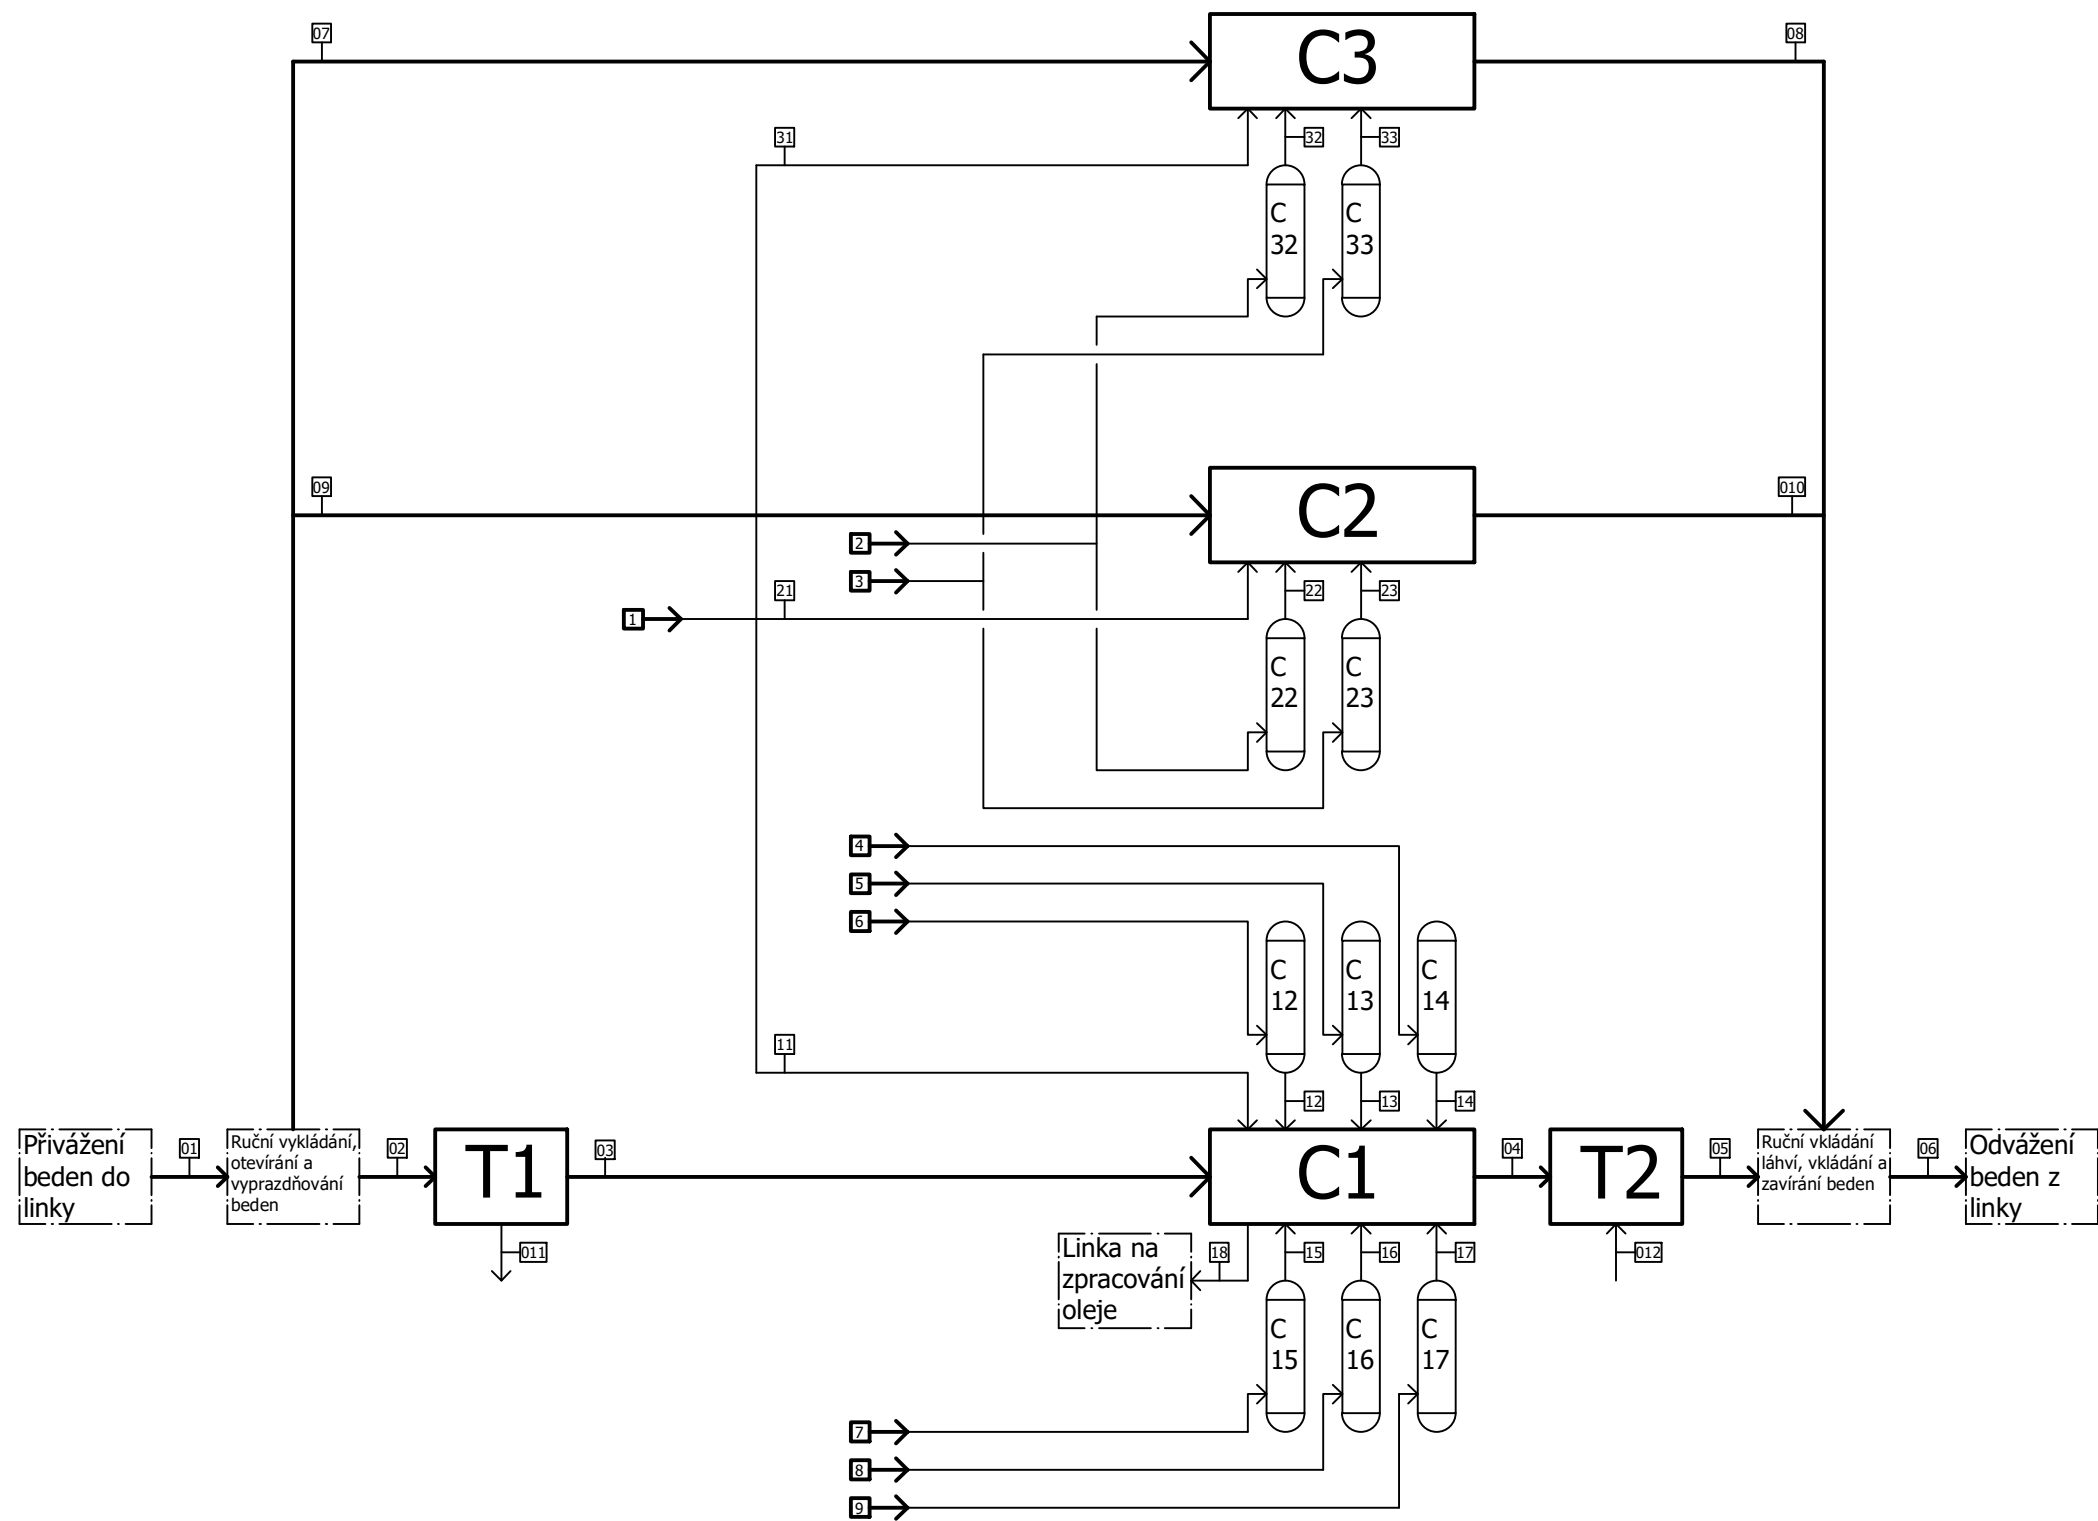 07
C3
08
31
32
33
C
32
C
33
09
C2
010
2
3
21
1
22
23
C
22
C
23
4
5
6
C
12
C
13
C
14
11
12
13
14
Přivážení
beden do
linky
01
Ruční vykládání,
otevírání a
vyprazdňování
beden
02
T1
03
C1
04
T2
05
Ruční vkládání
láhví, vkládání a
zavírání beden
06
Odvážení
beden z
linky
011
Linka na
zpracování
oleje
18
15
16
17
012
C
15
C
16
C
17
7
8
9